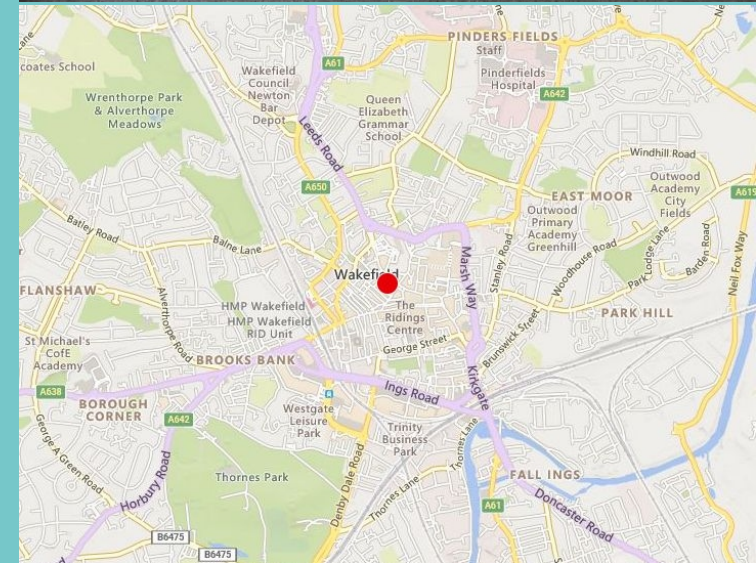 PINDERS FIELDS
Staff
coates School
A61
Wakefield
Council
Newton
Bar
Depot
Pinderfields
Hospital
A642
Wrenthorpe Park
& Alverthorpe
Meadows
Queen
Elizabeth
Grammar
School
Leeds Road
Windhill Road
A650
EAST MOOR
Outwood
Academy
City
Fields
Outwood
Primary
Academy
Greenhill
Batley Road
Balne Lane
Marsh Way
Stanley Road
Woodhouse Road
Park Lodge Lane
Barden Road
Neil Fox Way
Wakefield
FLANSHAW
Alverthorpe Road
HMP Wakefield
HMP Wakefield
RID Unit
The
Ridings
Centre
PARK HILL
St Michael's
CofE
Academy
George Street
Brunswick Street
BROOKS BANK
Kirkgate
A638
Ings Road
BOROUGH
CORNER
A642
Westgate
Leisure
Park
Trinity
Business
Park
George A Green Road
Thornes Lane
Horbury Road
Thornes Park
Denby Dale Road
FALL INGS
Thornes Lane
A61
Doncaster Road
B6475
B6475